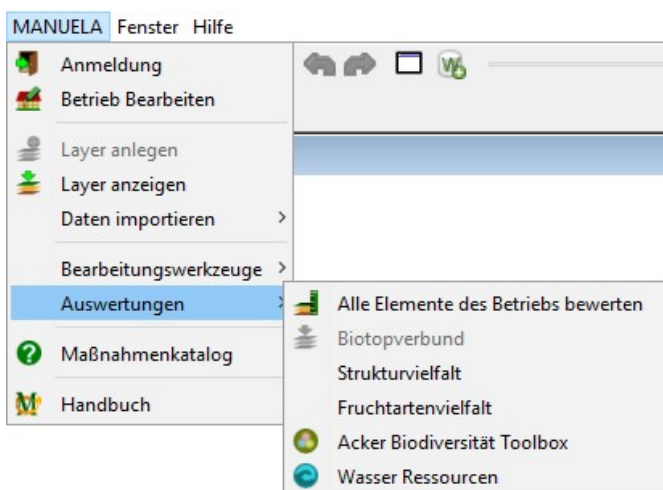 MANUELA Fenster Hilfe
Anmeldung
Betrieb Bearbeiten
Layer anlegen
Layer anzeigen
Daten importieren
Bearbeitungswerkzeuge
Auswertungen
Maßnahmenkatalog
Handbuch
Alle Elemente des Betriebs bewerten
Biotopverbund
Strukturvielfalt
Fruchtartenvielfalt
Acker Biodiversität Toolbox
Wasser Ressourcen